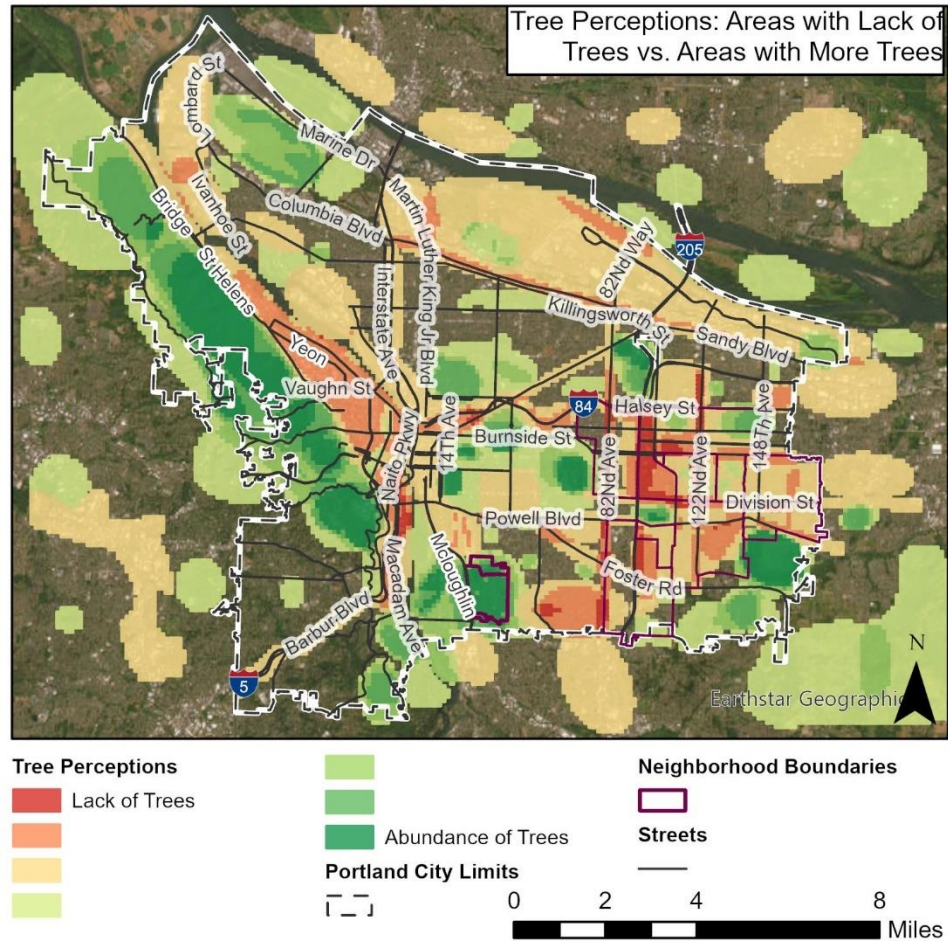 Tree Perceptions: Areas with Lack of
Trees vs. Areas with More Trees
Lombard St
Marine Dr
Ivanhoe St
Columbia Blvd
Martin Luther King Jr Blvd
Bridge
St Helens
Interstate Ave
82Nd Way
205
Killingsworth St
Sandy Blvd
Yeon
Vaughn St
84
Halsey St
148Th Ave
14Th Ave
Burnside St
Naito Pkwy
82Nd Ave
122Nd Ave
Division St
Powell Blvd
Foster Rd
Mcloughlin
Macadam Ave
Barbur Blvd
5
N
Earthstar Geographic
Tree Perceptions
Lack of Trees
Abundance of Trees
Portland City Limits
Neighborhood Boundaries
Streets
0 2 4 8
Miles